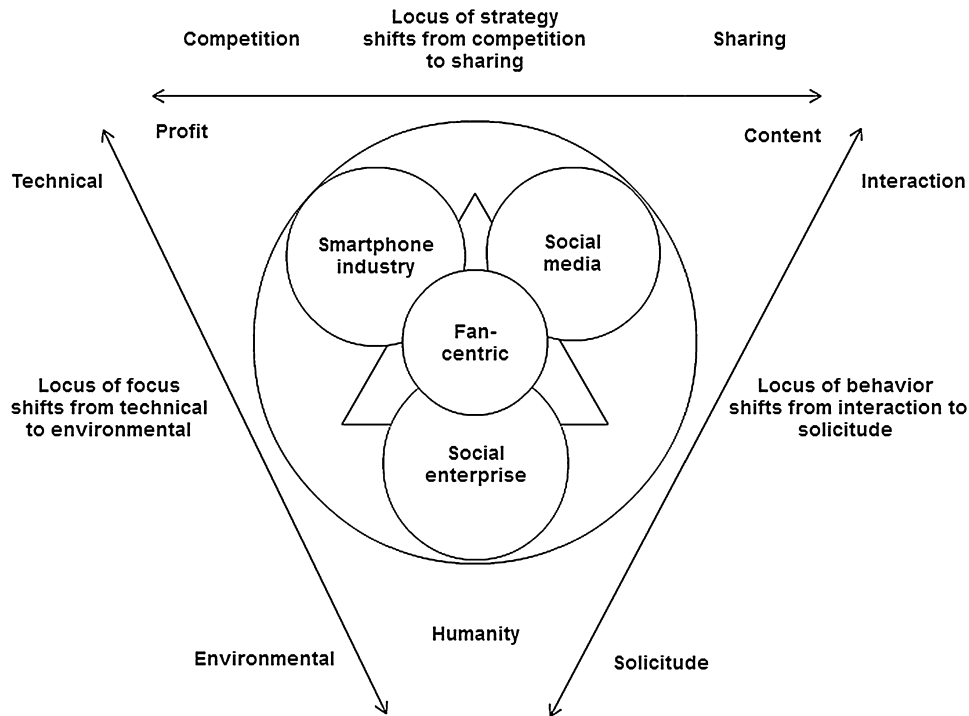 Locus of strategy
shifts from competition
to sharing
Competition
Sharing
Profit
Content
Technical
Interaction
Smartphone
industry
Social
media
Fan-
centric
Locus of focus
shifts from technical
to environmental
Locus of behavior
shifts from interaction to
solicitude
Social
enterprise
Humanity
Environmental
Solicitude